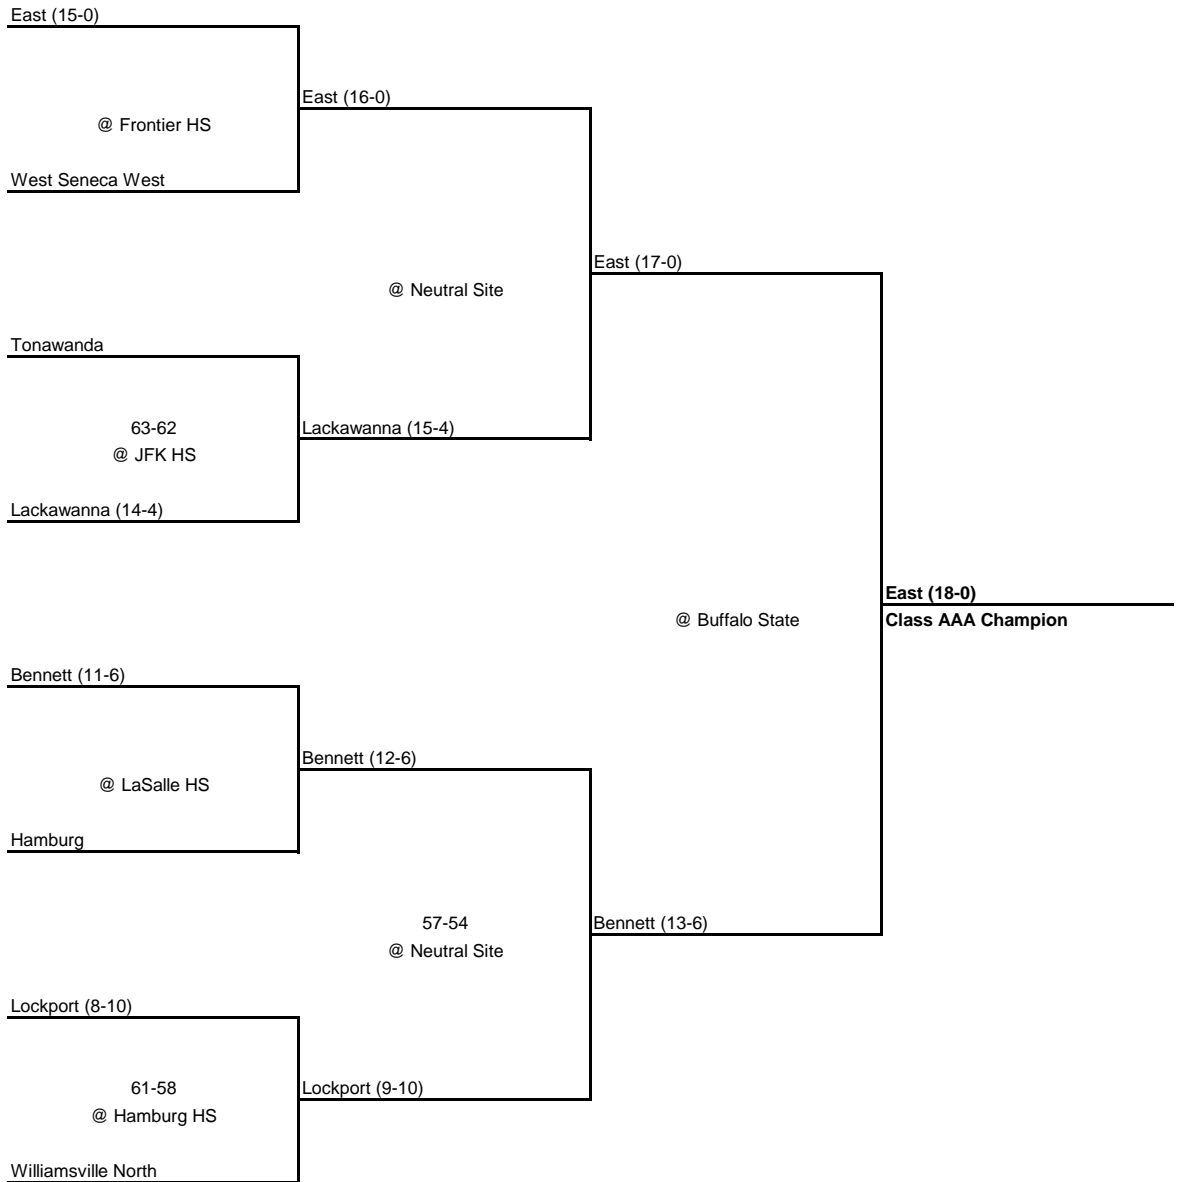 East (15-0)
East (16-0)
@ Frontier HS
West Seneca West
East (17-0)
@ Neutral Site
Tonawanda
63-62
Lackawanna (15-4)
@ JFK HS
Lackawanna (14-4)
East (18-0)
@ Buffalo State
Class AAA Champion
Bennett (11-6)
Bennett (12-6)
@ LaSalle HS
Hamburg
57-54
Bennett (13-6)
@ Neutral Site
Lockport (8-10)
61-58
Lockport (9-10)
@ Hamburg HS
Williamsville North